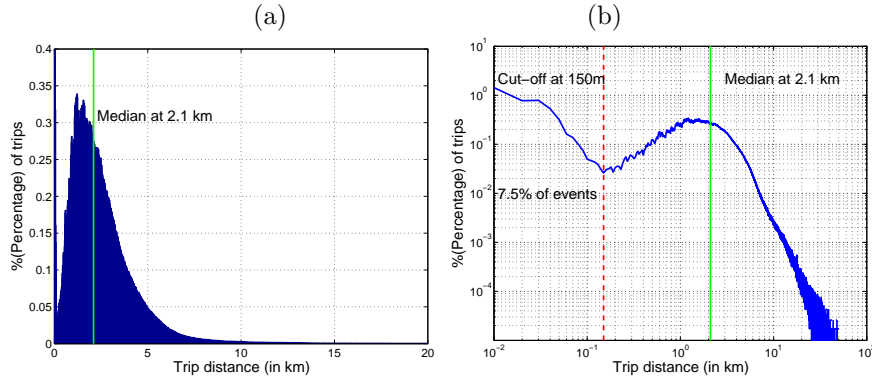 (a)
(b)
0.4
0.35
0.3
0.25
0.2
0.15
0.1
0.05
0
%(Percentage) of trips
Median at 2.1 km
0 5 10 15 20
Trip distance (in km)
10^1
10^0
10^-1
10^-2
10^-3
10^-4
%(Percentage) of trips
Cut-off at 150m
Median at 2.1 km
7.5% of events
10^-2 10^-1 10^0 10^1 10^2
Trip distance (in km)